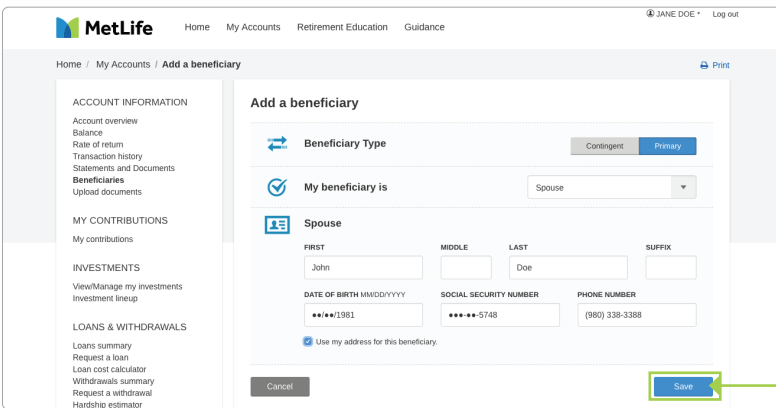 MetLife
Home My Accounts Retirement Education Guidance
JANE DOE Log out
Home / My Accounts / Add a beneficiary
Print
ACCOUNT INFORMATION
Account overview
Balance
Rate of return
Transaction history
Statements and Documents
Beneficiaries
Upload documents
MY CONTRIBUTIONS
My contributions
INVESTMENTS
View/Manage my investments
Investment lineup
LOANS & WITHDRAWALS
Loans summary
Request a loan
Loan cost calculator
Withdrawals summary
Request a withdrawal
Hardship estimator
Add a beneficiary
Beneficiary Type
Contingent Primary
My beneficiary is
Spouse
Spouse
FIRST MIDDLE LAST SUFFIX
John Doe
DATE OF BIRTH MM/DD/YYYY SOCIAL SECURITY NUMBER PHONE NUMBER
●●/●●/1981 ●●●-●●-5748 (980) 338-3388
Use my address for this beneficiary.
Cancel Save